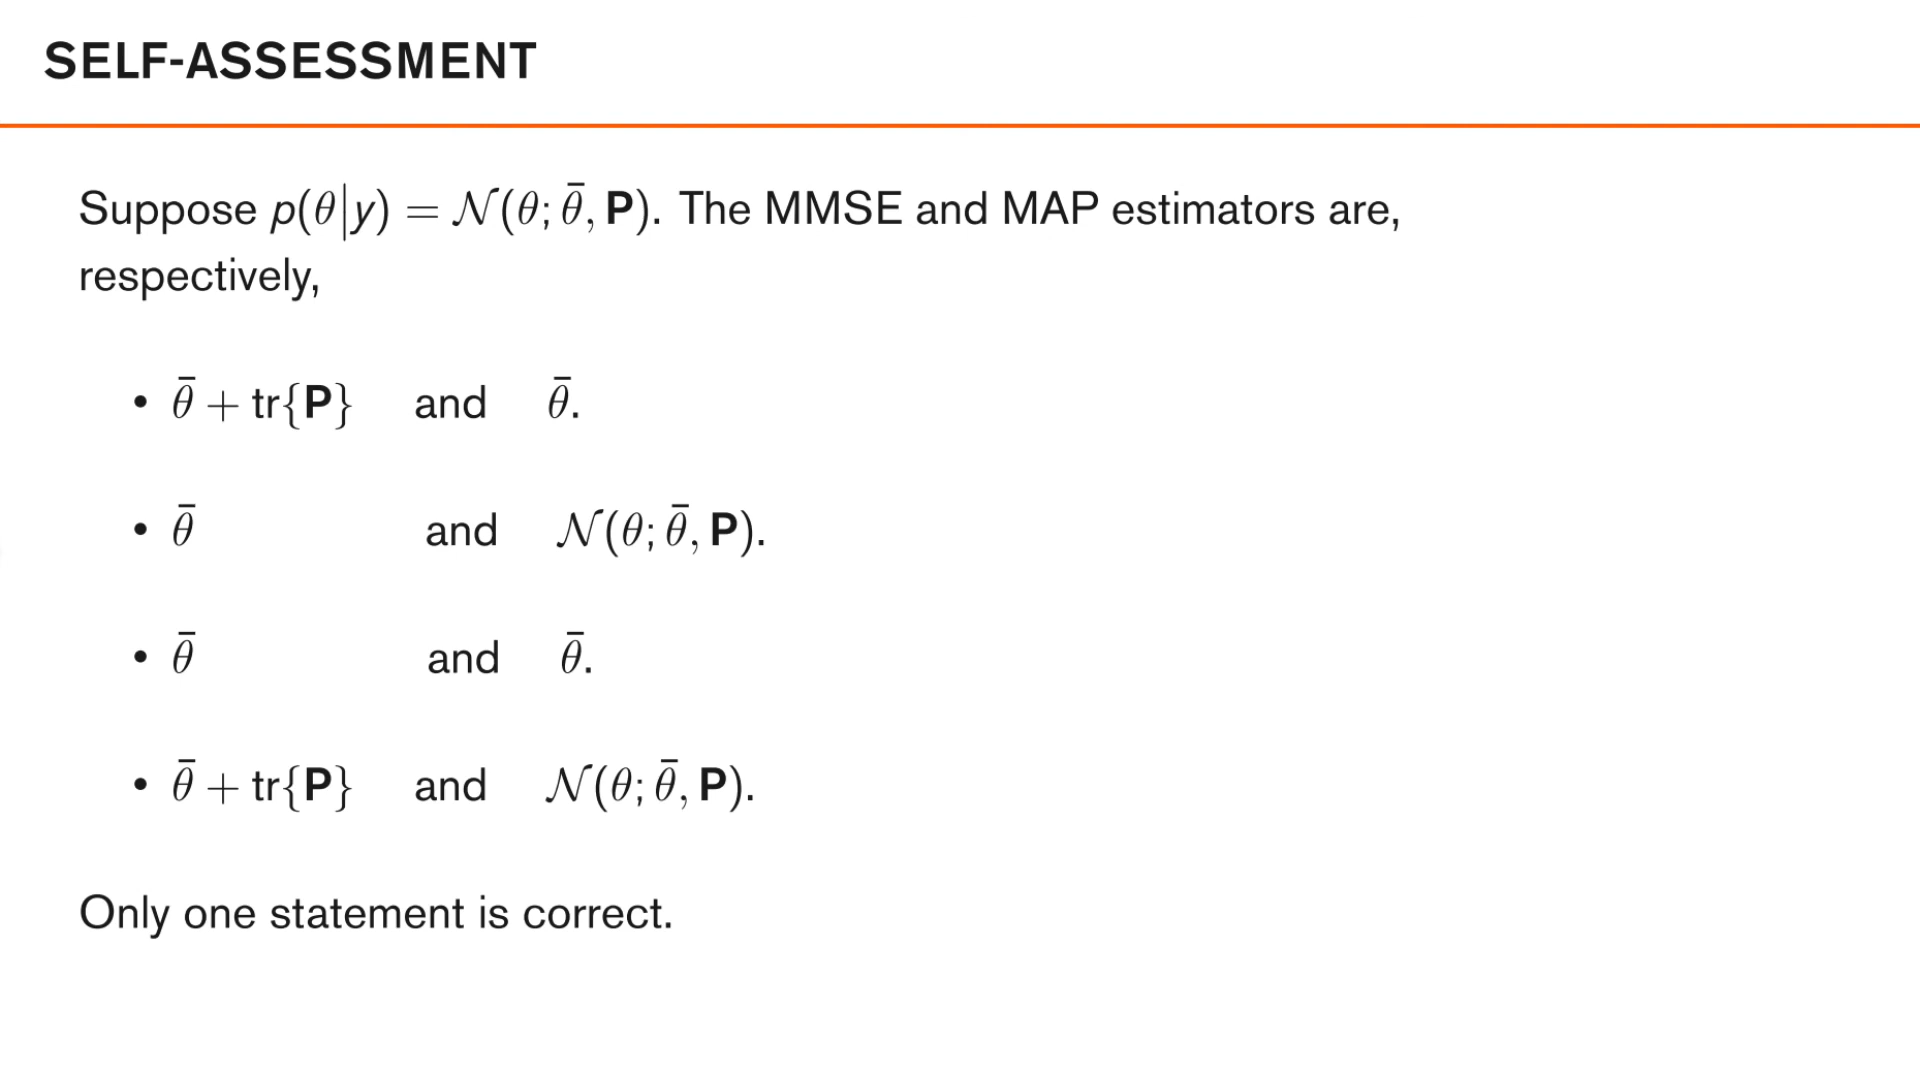 SELF-ASSESSMENT
Suppose p(θ|y) = 𝒩(θ; θ̄, P). The MMSE and MAP estimators are,
respectively,
• θ̄ + tr{P} and θ̄.
• θ̄ and 𝒩(θ; θ̄, P).
• θ̄ and θ̄.
• θ̄ + tr{P} and 𝒩(θ; θ̄, P).
Only one statement is correct.